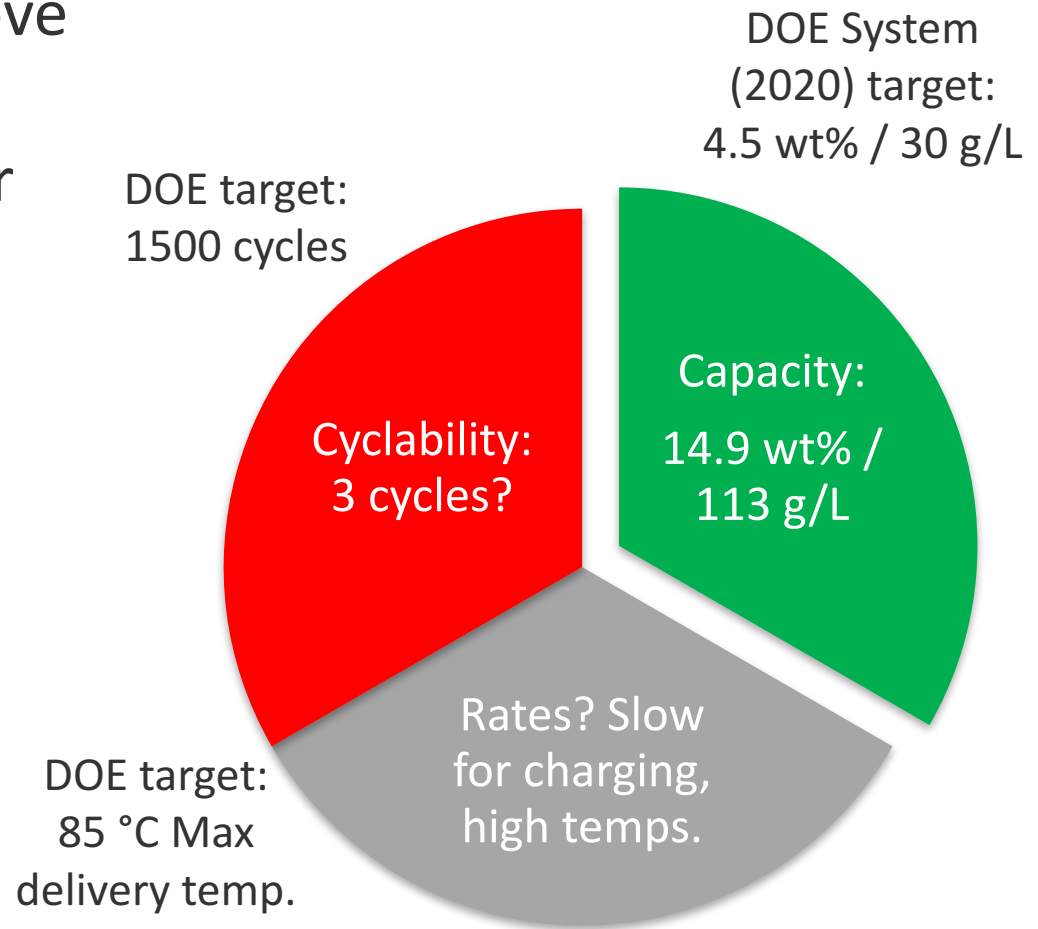 DOE System
(2020) target:
4.5 wt% / 30 g/L
DOE target:
1500 cycles
Capacity:
14.9 wt% /
113 g/L
Cyclability:
3 cycles?
Rates? Slow
for charging,
high temps.
DOE target:
85 °C Max
delivery temp.